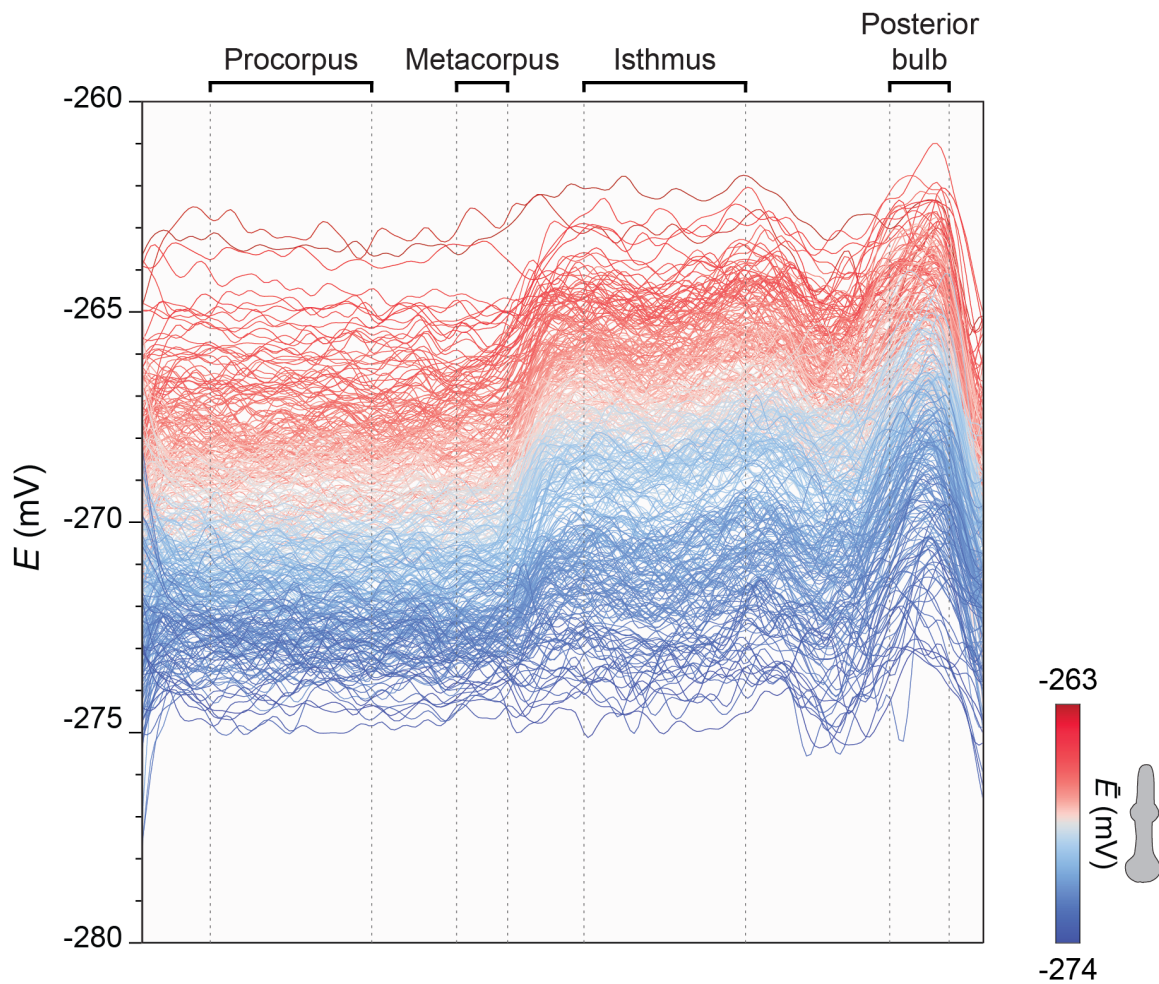 Posterior
Procorpus Metacorpus Isthmus bulb
-260
-265
-270
-275
-280
E (mV)
-263
Ē (mV)
-274